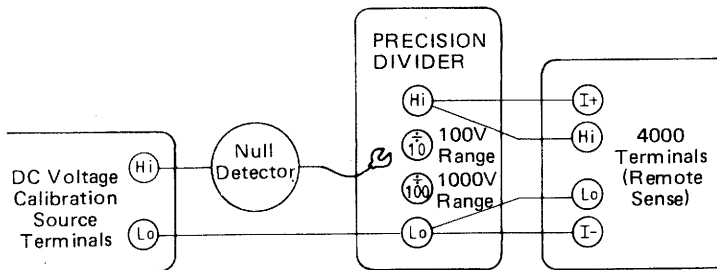 PRECISION
DIVIDER
Hi
÷
10
100V
Range
÷
100
1000V
Range
Lo
I+
Hi
Lo
I-
4000
Terminals
(Remote
Sense)
Null
Detector
Hi
Lo
DC Voltage
Calibration
Source
Terminals